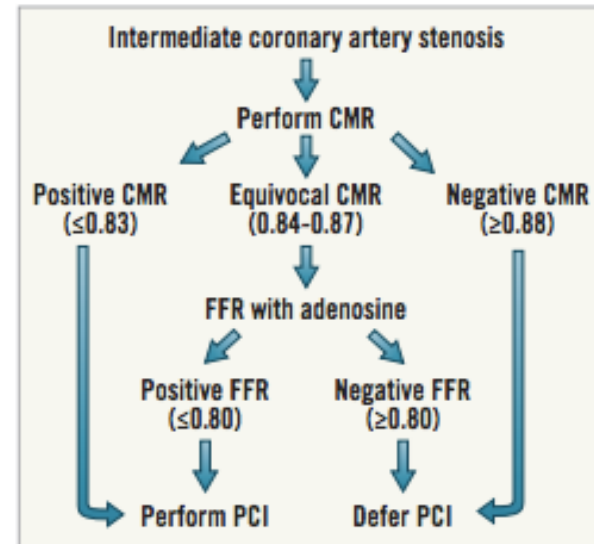 Intermediate coronary artery stenosis
Perform CMR
Positive CMR
(≤0.83)
Equivocal CMR
(0.84-0.87)
Negative CMR
(≥0.88)
FFR with adenosine
Positive FFR
(≤0.80)
Negative FFR
(≥0.80)
Perform PCI
Defer PCI